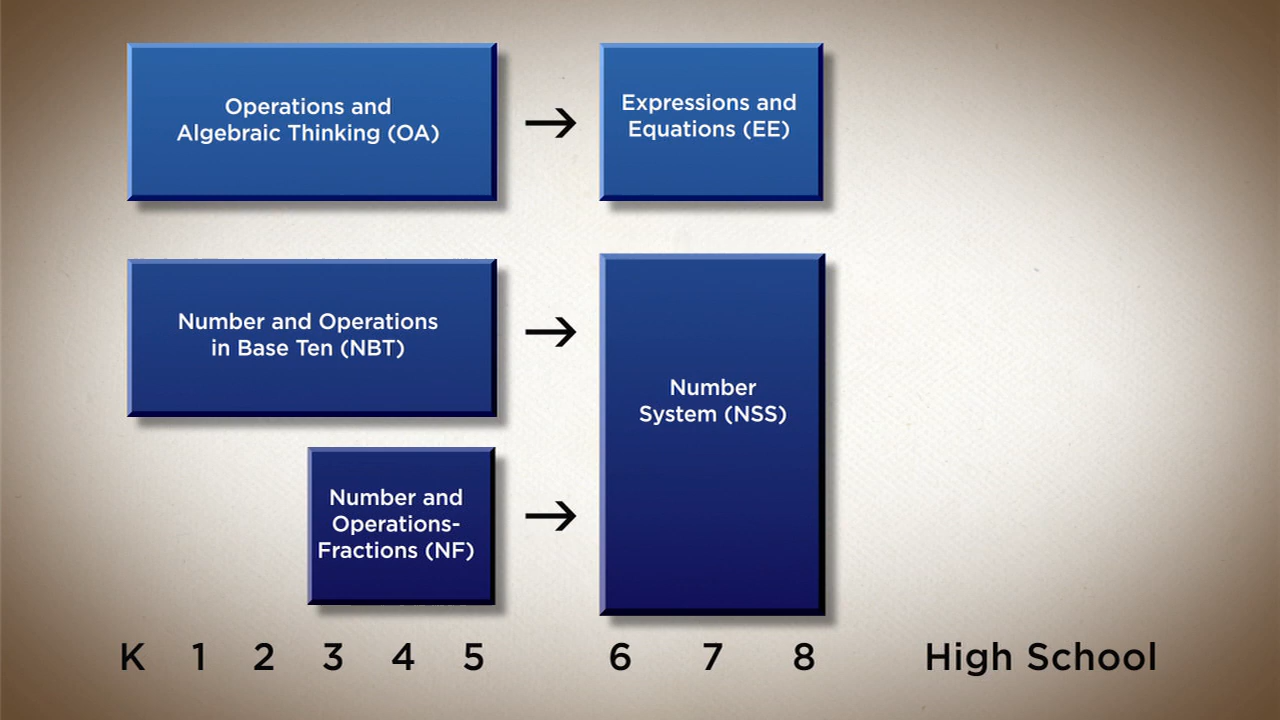 Operations and
Algebraic Thinking (OA)
Expressions and
Equations (EE)
Number and Operations
in Base Ten (NBT)
Number
System (NSS)
Number and
Operations-
Fractions (NF)
K 1 2 3 4 5 6 7 8 High School